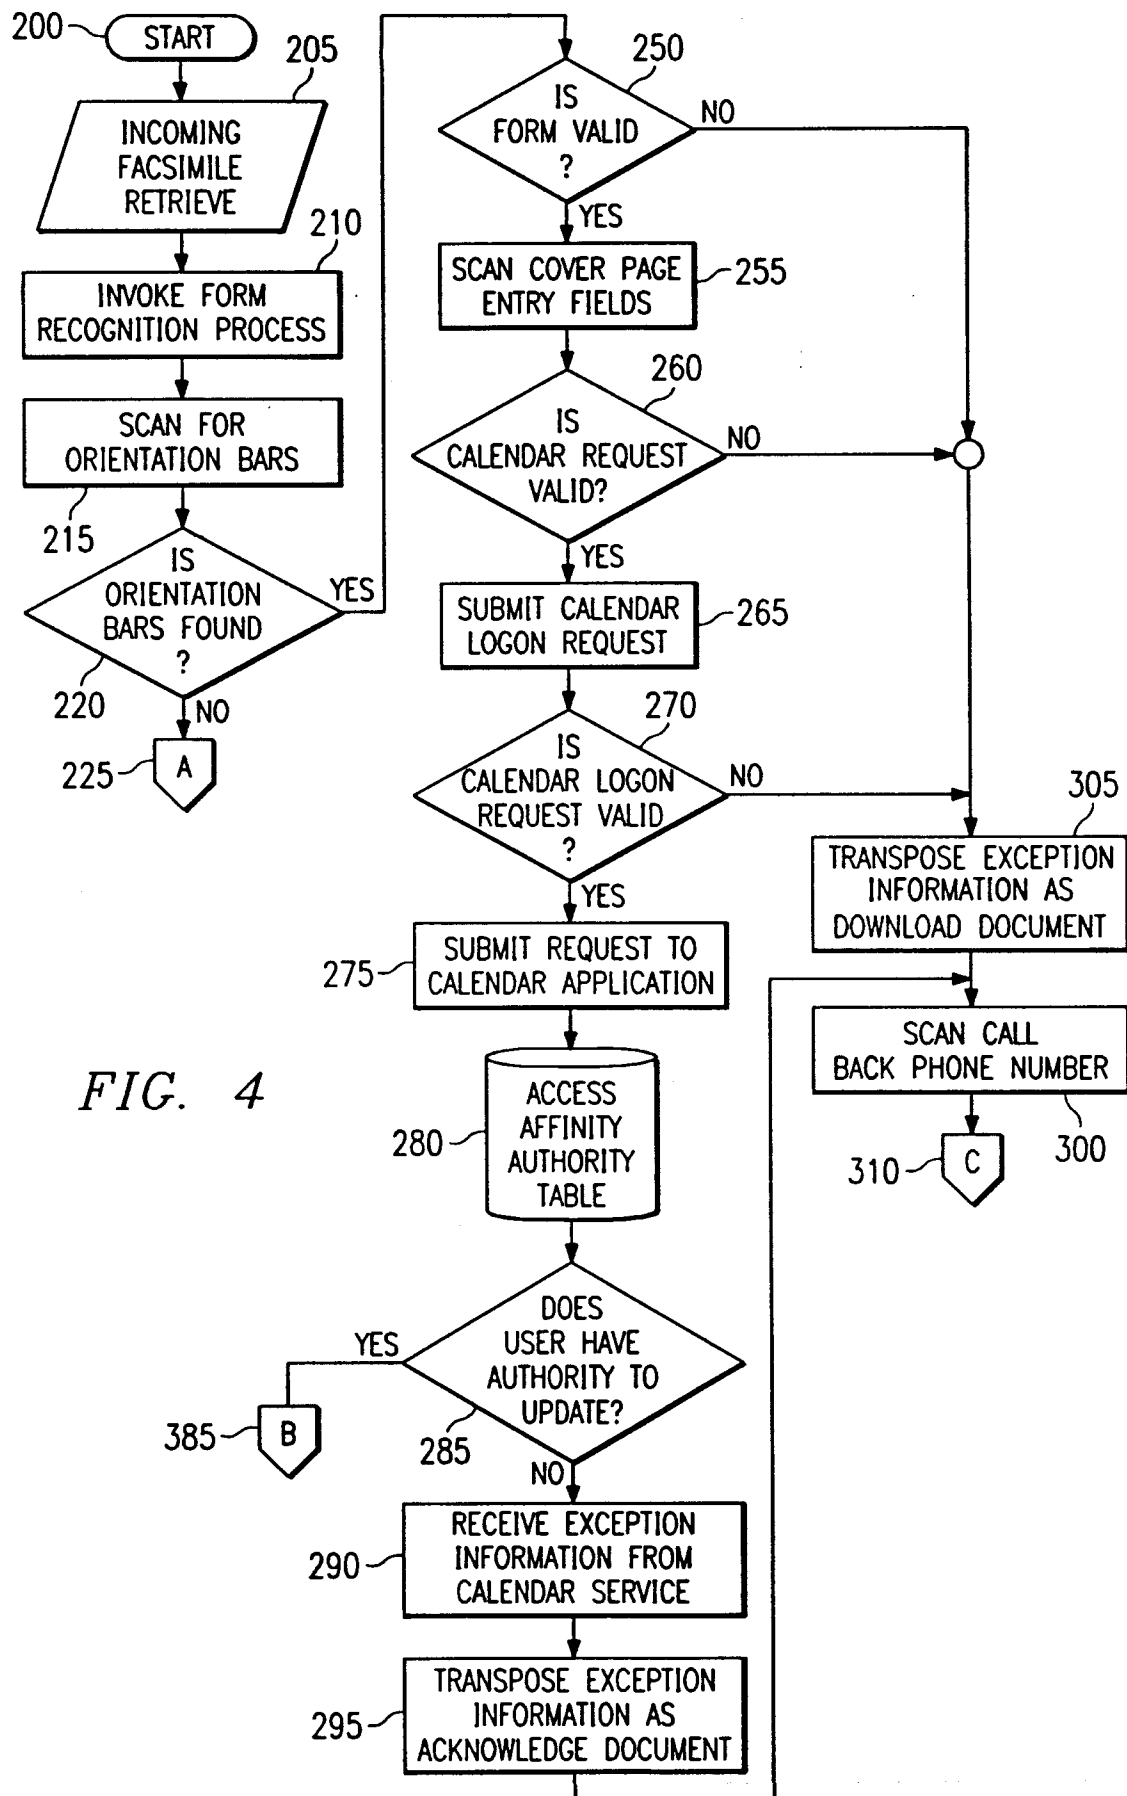 200
START
205
INCOMING
FACSIMILE
RETRIEVE
210
INVOKE FORM
RECOGNITION PROCESS
SCAN FOR
ORIENTATION BARS
215
IS
ORIENTATION
BARS FOUND
?
YES
220
NO
225
A
250
IS
FORM VALID
?
NO
YES
SCAN COVER PAGE
ENTRY FIELDS
255
260
IS
CALENDAR REQUEST
VALID?
NO
YES
SUBMIT CALENDAR
LOGON REQUEST
265
270
IS
CALENDAR LOGON
REQUEST VALID
?
NO
YES
275
SUBMIT REQUEST TO
CALENDAR APPLICATION
280
ACCESS
AFFINITY
AUTHORITY
TABLE
DOES
USER HAVE
AUTHORITY TO
UPDATE?
YES
385
B
285
NO
290
RECEIVE EXCEPTION
INFORMATION FROM
CALENDAR SERVICE
295
TRANSPOSE EXCEPTION
INFORMATION AS
ACKNOWLEDGE DOCUMENT
305
TRANSPOSE EXCEPTION
INFORMATION AS
DOWNLOAD DOCUMENT
SCAN CALL
BACK PHONE NUMBER
300
310
C
FIG. 4